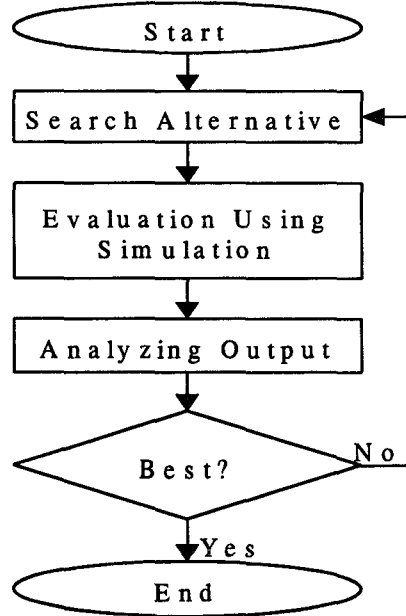 Start
Search Alternative
Evaluation Using
Simulation
Analyzing Output
Best?
No
Yes
End